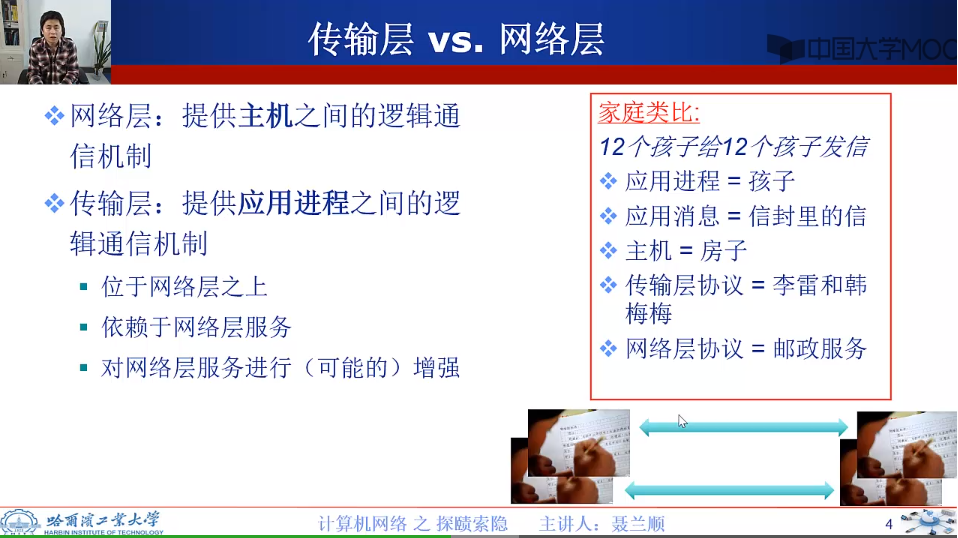 传输层 vs. 网络层
中国大学MOO
网络层：提供主机之间的逻辑通
信机制
传输层：提供应用进程之间的逻
辑通信机制
位于网络层之上
依赖于网络层服务
对网络层服务进行（可能的）增强
家庭类比:
12个孩子给12个孩子发信
应用进程 = 孩子
应用消息 = 信封里的信
主机 = 房子
传输层协议 = 李雷和韩
梅梅
网络层协议 = 邮政服务
哈尔滨工业大学
HARBIN INSTITUTE OF TECHNOLOGY
计算机网络 之 探赜索隐 主讲人：聂兰顺
4